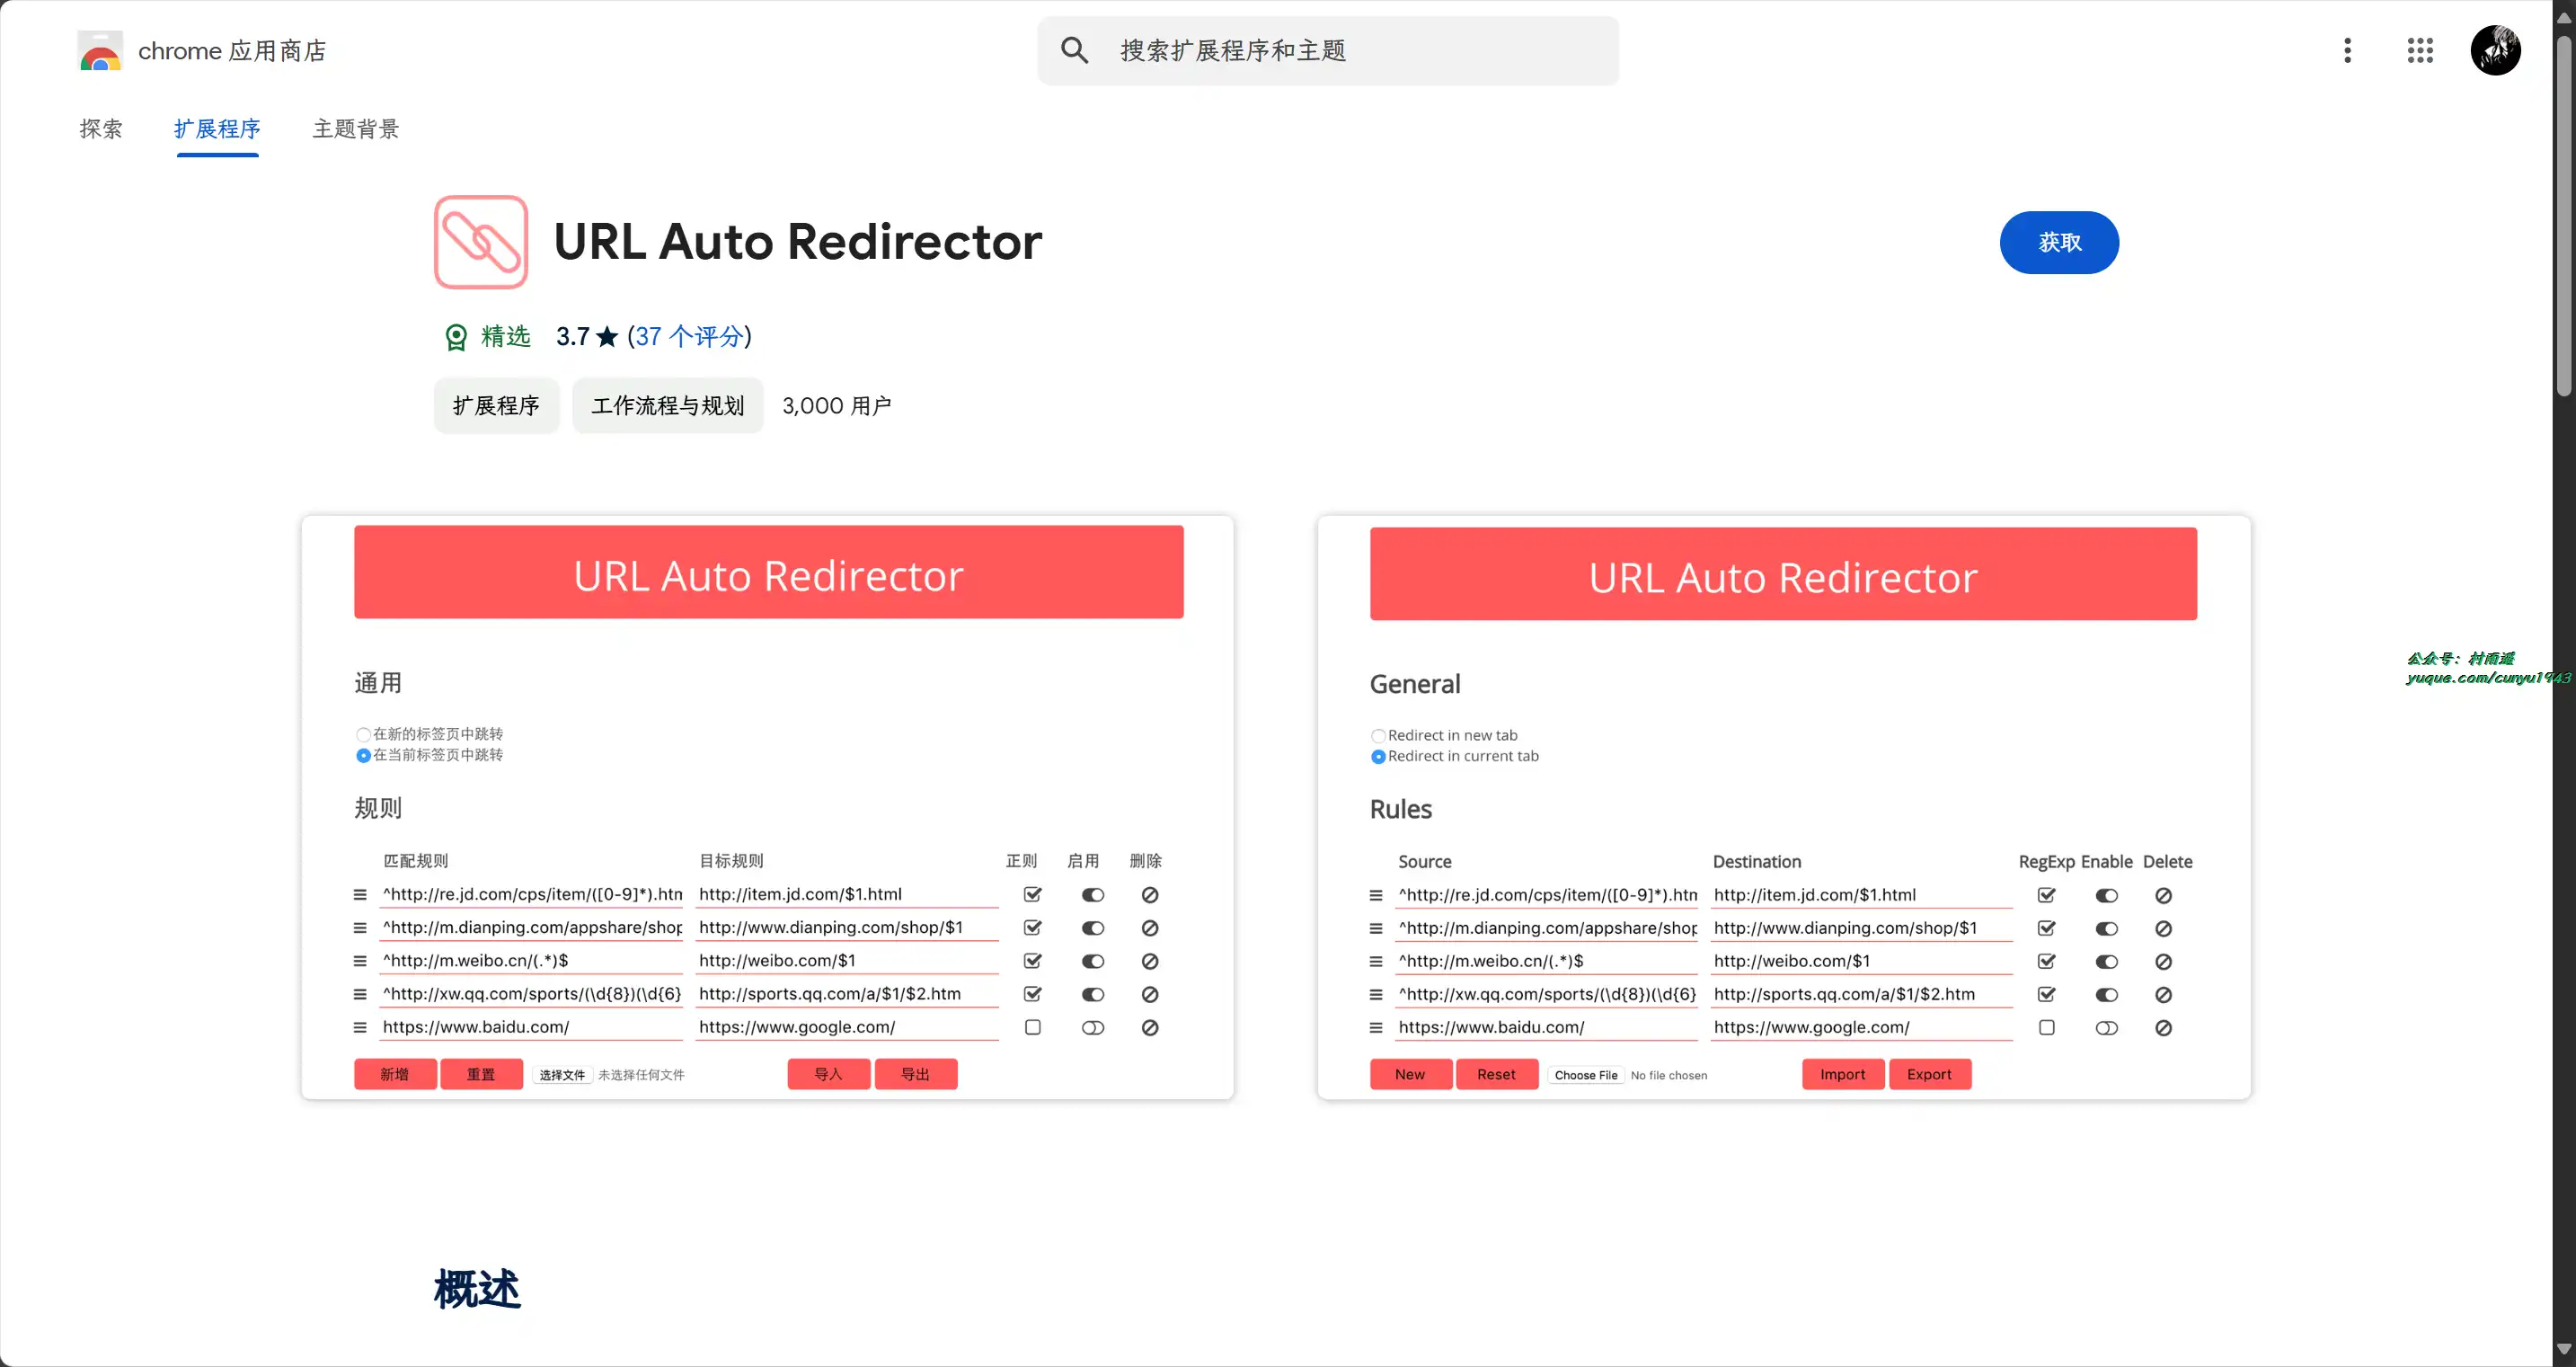 chrome 应用商店
搜索扩展程序和主题
探索 扩展程序 主题背景
URL Auto Redirector
获取
精选 3.7★ (37 个评分)
扩展程序 工作流程与规划 3,000 用户
URL Auto Redirector
通用
在新的标签页中跳转
在当前标签页中跳转
规则
匹配规则 目标规则 正则 启用 删除
^http://re.jd.com/cps/item/([0-9]*).htm http://item.jd.com/$1.html
^http://m.dianping.com/appshare/shop http://www.dianping.com/shop/$1
^http://m.weibo.cn/(.*)$ http://weibo.com/$1
^http://xw.qq.com/sports/(\d{8})(\d{6} http://sports.qq.com/a/$1/$2.htm
https://www.baidu.com/ https://www.google.com/
新增 重置 选择文件 未选择任何文件 导入 导出
URL Auto Redirector
General
Redirect in new tab
Redirect in current tab
Rules
Source Destination RegExp Enable Delete
^http://re.jd.com/cps/item/([0-9]*).htm http://item.jd.com/$1.html
^http://m.dianping.com/appshare/shop http://www.dianping.com/shop/$1
^http://m.weibo.cn/(.*)$ http://weibo.com/$1
^http://xw.qq.com/sports/(\d{8})(\d{6} http://sports.qq.com/a/$1/$2.htm
https://www.baidu.com/ https://www.google.com/
New Reset Choose File No file chosen Import Export
公众号：村雨遥
yuque.com/cunyu1943
概述